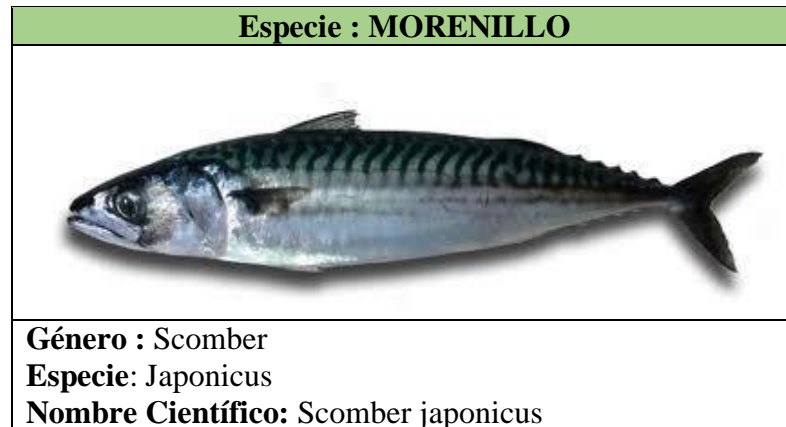 Especie : MORENILLO
Género : Scomber
Especie: Japonicus
Nombre Científico: Scomber japonicus